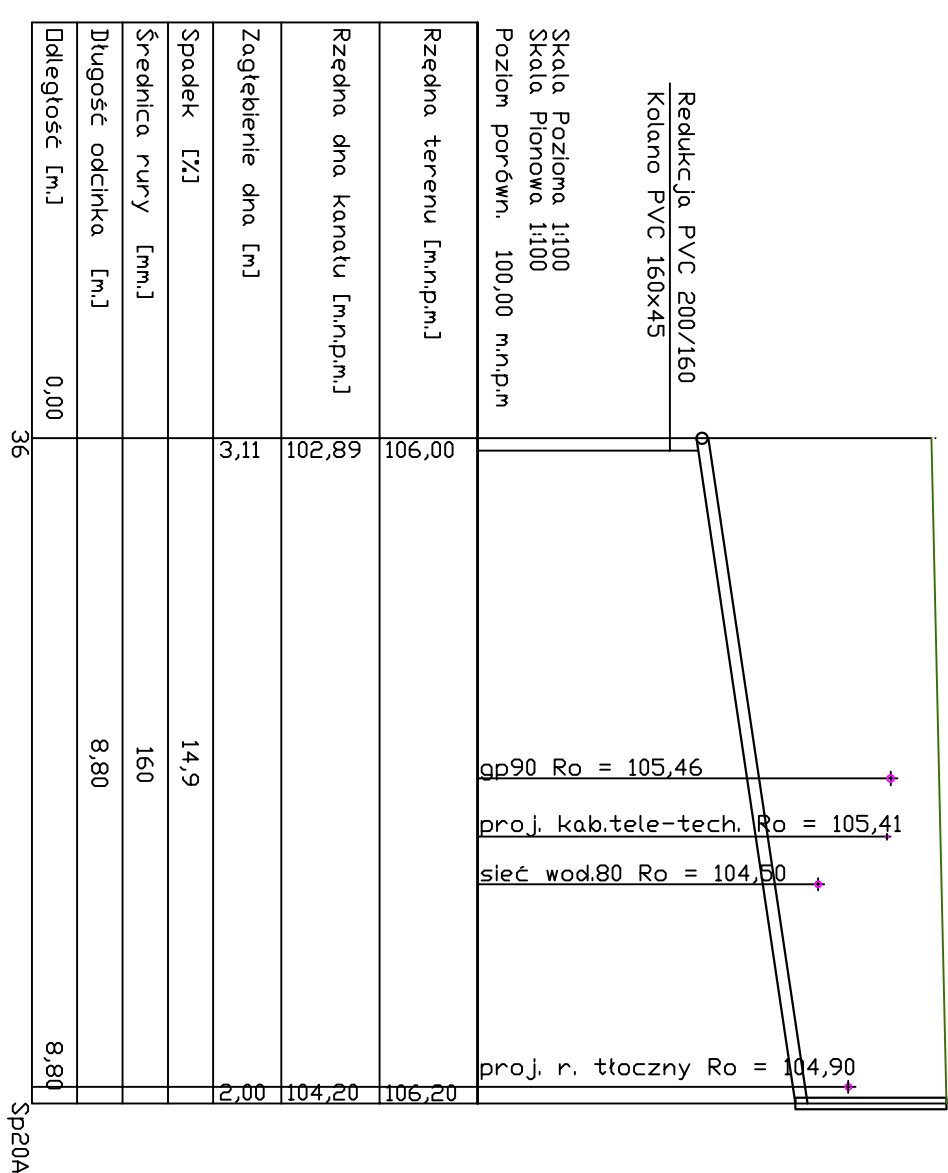 Redukcja PVC 200/160
Kolano PVC 160x45
Skala Pozioma 1:100
Skala Pionowa 1:100
Poziom porówn. 100,00 m.n.p.m
gp90 Ro = 105,46
proj. kab.tele-tech. Ro = 105,41
sieć wod.80 Ro = 104,50
proj. r. tłoczny Ro = 104,90
Rzędna terenu [m.n.p.m.] 106,00 106,20
Rzędna dna kanału [m.n.p.m.] 102,89 104,20
Zagłębienie dna [m] 3,11 2,00
Spadek [%] 14,9
Średnica rury [mm.] 160
Długość odcinka [m.] 8,80
Odległość [m.] 0,00 8,80
36 Sp20A